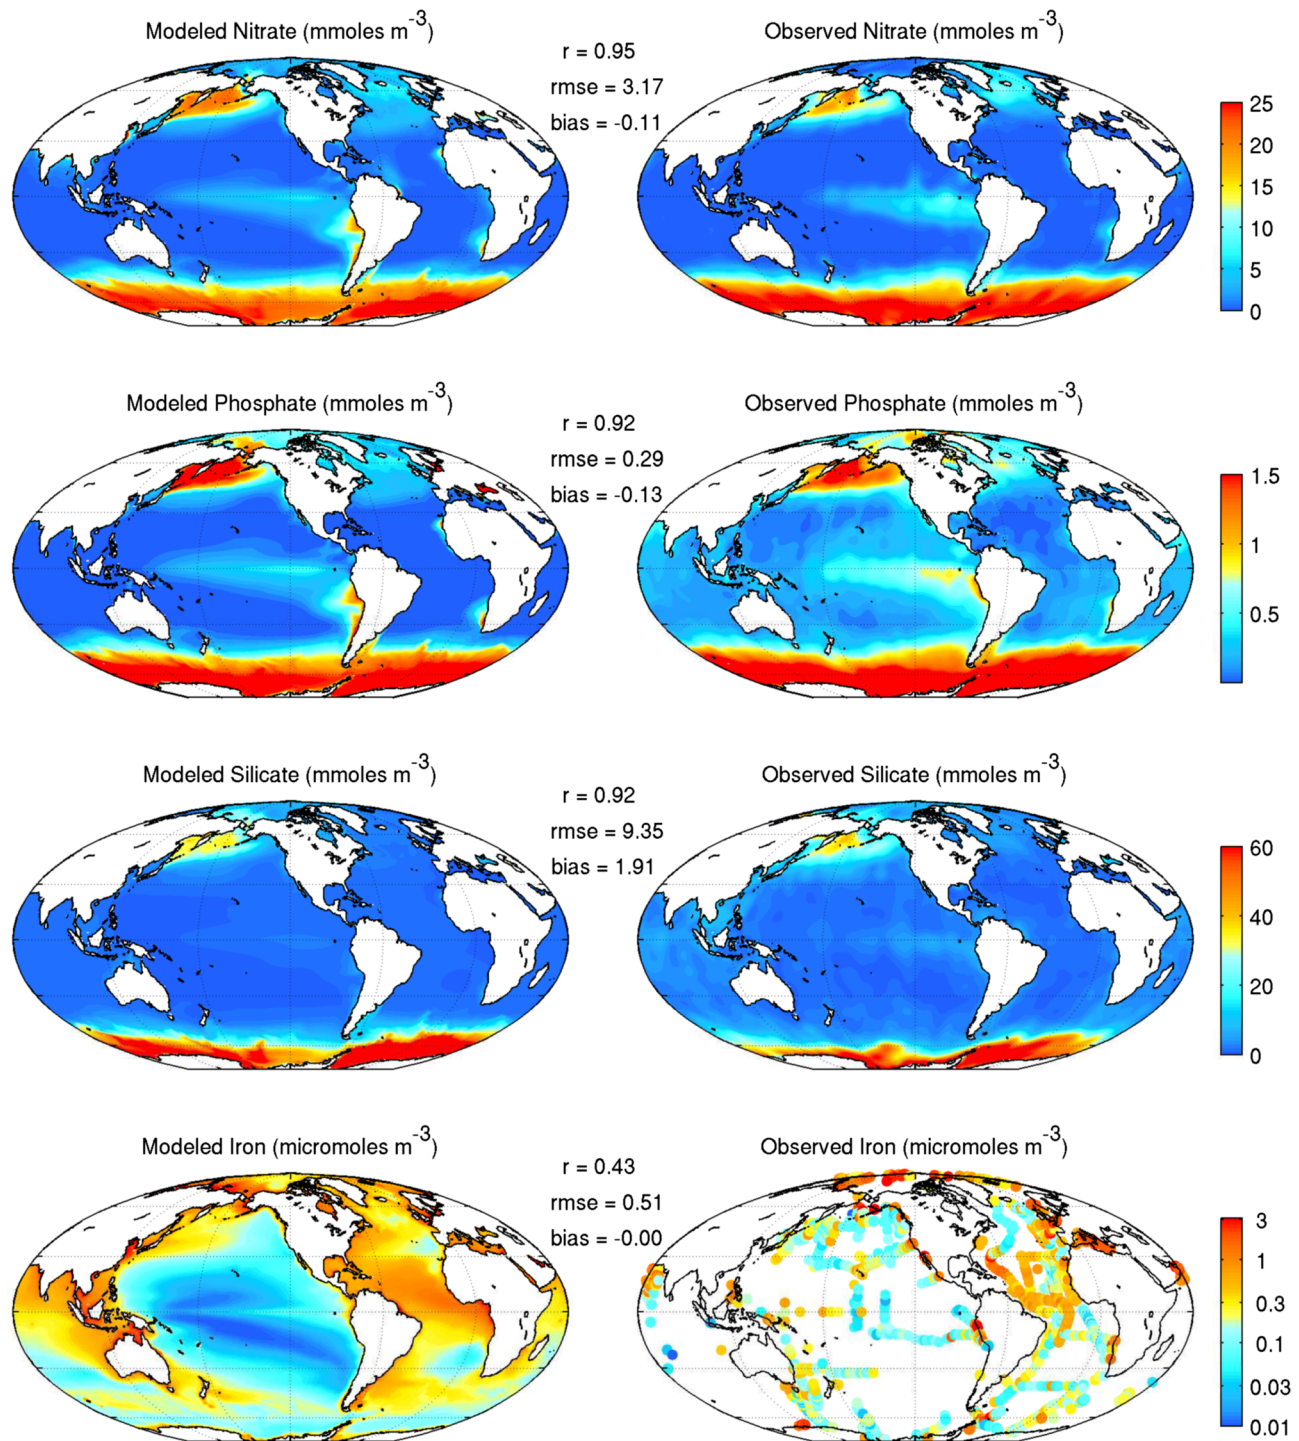 Modeled Nitrate (mmoles m-3)
Observed Nitrate (mmoles m-3)
r = 0.95
rmse = 3.17
bias = -0.11
25
20
15
10
5
0
Modeled Phosphate (mmoles m-3)
Observed Phosphate (mmoles m-3)
r = 0.92
rmse = 0.29
bias = -0.13
1.5
1
0.5
Modeled Silicate (mmoles m-3)
Observed Silicate (mmoles m-3)
r = 0.92
rmse = 9.35
bias = 1.91
60
40
20
0
Modeled Iron (micromoles m-3)
Observed Iron (micromoles m-3)
r = 0.43
rmse = 0.51
bias = -0.00
3
1
0.3
0.1
0.03
0.01